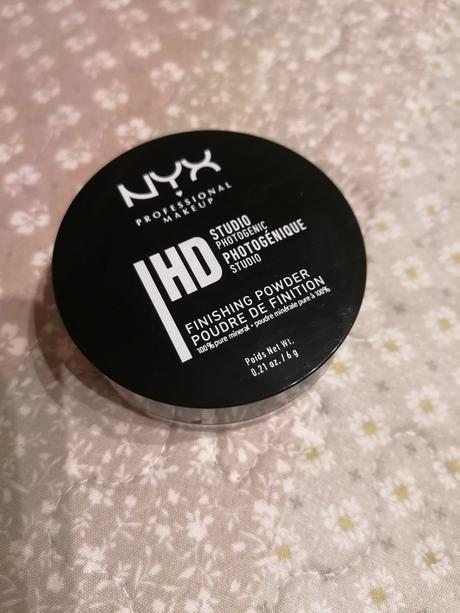 NYX
PROFESSIONAL
MAKEUP
HD
STUDIO
PHOTOGENIC
PHOTOGÉNIQUE
STUDIO
FINISHING POWDER
POUDRE DE FINITION
100% pure mineral • poudre minérale pure à 100%
Poids Net Wt.
0.21 oz. / 6 g